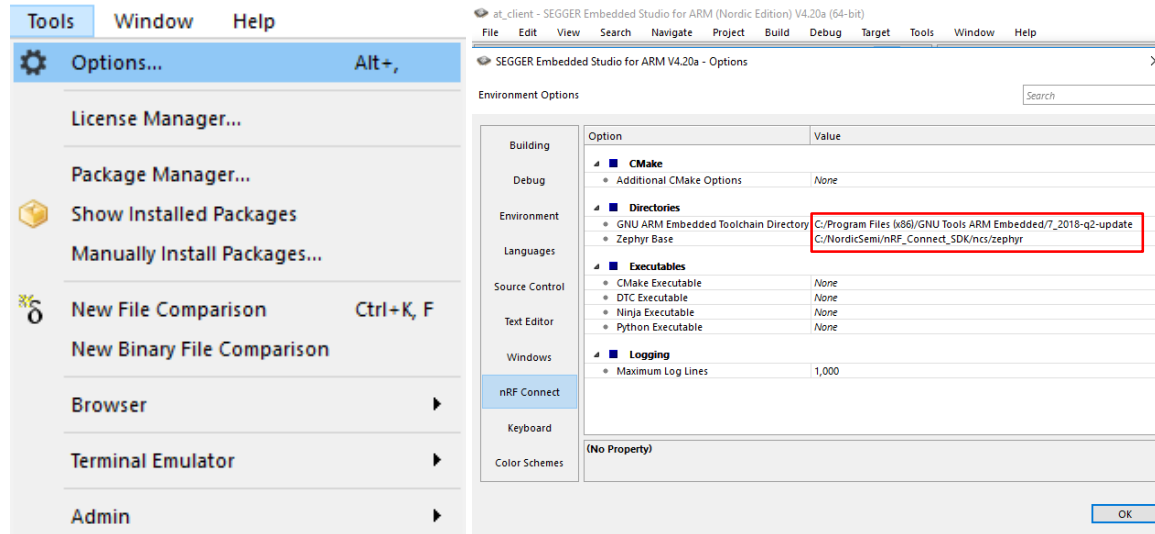 Tools Window Help
Options... Alt+,
License Manager...
Package Manager...
Show Installed Packages
Manually Install Packages...
New File Comparison Ctrl+K, F
New Binary File Comparison
Browser
Terminal Emulator
Admin
at_client - SEGGER Embedded Studio for ARM (Nordic Edition) V4.20a (64-bit)
File Edit View Search Navigate Project Build Debug Target Tools Window Help
SEGGER Embedded Studio for ARM V4.20a - Options
Environment Options
Search
Building
Debug
Environment
Languages
Source Control
Text Editor
Windows
nRF Connect
Keyboard
Color Schemes
Option Value
CMake
Additional CMake Options None
Directories
GNU ARM Embedded Toolchain Directory C:/Program Files (x86)/GNU Tools ARM Embedded/7_2018-q2-update
Zephyr Base C:/NordicSemi/nRF_Connect_SDK/ncs/zephyr
Executables
CMake Executable None
DTC Executable None
Ninja Executable None
Python Executable None
Logging
Maximum Log Lines 1,000
(No Property)
OK